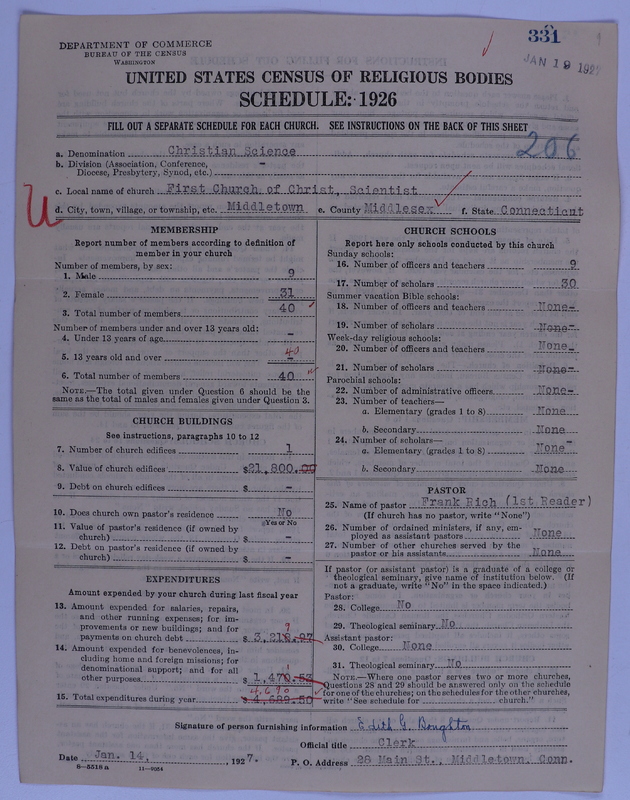 331
JAN 19 1927
DEPARTMENT OF COMMERCE
BUREAU OF THE CENSUS
WASHINGTON
UNITED STATES CENSUS OF RELIGIOUS BODIES
SCHEDULE: 1926
FILL OUT A SEPARATE SCHEDULE FOR EACH CHURCH. SEE INSTRUCTIONS ON THE BACK OF THIS SHEET
206
a. Denomination Christian Science
b. Division (Association, Conference, Diocese, Presbytery, Synod, etc.) -
c. Local name of church First Church of Christ, Scientist
d. City, town, village, or township, etc. Middletown e. County Middlesex f. State Connecticut
MEMBERSHIP
Report number of members according to definition of
member in your church
Number of members, by sex:
1. Male 9
2. Female 31
3. Total number of members 40
Number of members under and over 13 years old:
4. Under 13 years of age -
5. 13 years old and over 40
6. Total number of members 40
NOTE.—The total given under Question 6 should be the
same as the total of males and females given under Question 3.
CHURCH BUILDINGS
See instructions, paragraphs 10 to 12
7. Number of church edifices 1
8. Value of church edifices $21,800.00
9. Debt on church edifices $ -
10. Does church own pastor's residence No
(Yes or No)
11. Value of pastor's residence (if owned by
church) $ -
12. Debt on pastor's residence (if owned by
church) $ -
EXPENDITURES
Amount expended by your church during last fiscal year
13. Amount expended for salaries, repairs,
and other running expenses; for im-
provements or new buildings; and for
9
payments on church debt $ 3,218.97
14. Amount expended for benevolences, in-
cluding home and foreign missions; for
denominational support; and for all
1
other purposes $ 1,470.53
4,690
15. Total expenditures during year $ 4,689.50
CHURCH SCHOOLS
Report here only schools conducted by this church
Sunday schools:
16. Number of officers and teachers 9
17. Number of scholars 30
Summer vacation Bible schools:
18. Number of officers and teachers None-
19. Number of scholars None-
Week-day religious schools:
20. Number of officers and teachers None-
21. Number of scholars None-
Parochial schools:
22. Number of administrative officers None-
23. Number of teachers—
a. Elementary (grades 1 to 8) None
b. Secondary None
24. Number of scholars—
a. Elementary (grades 1 to 8) None-
b. Secondary None
PASTOR
25. Name of pastor Frank Rich (1st Reader)
(If church has no pastor, write "None")
26. Number of ordained ministers, if any, em-
ployed as assistant pastors None
27. Number of other churches served by the
pastor or his assistants None
If pastor (or assistant pastor) is a graduate of a college or
theological seminary, give name of institution below. (If
not a graduate, write "No" in the space indicated.)
Pastor:
28. College No
29. Theological seminary No
Assistant pastor:
30. College None
31. Theological seminary No
NOTE.—Where one pastor serves two or more churches,
Questions 28 and 29 should be answered only on the schedule
for one of the churches; on the schedules for the other churches,
write "See schedule for church."
Signature of person furnishing information Edith G. Boughton
Official title Clerk
Date Jan. 14, 1927. P. O. Address 28 Main St., Middletown, Conn.
8-5518a 11-9054